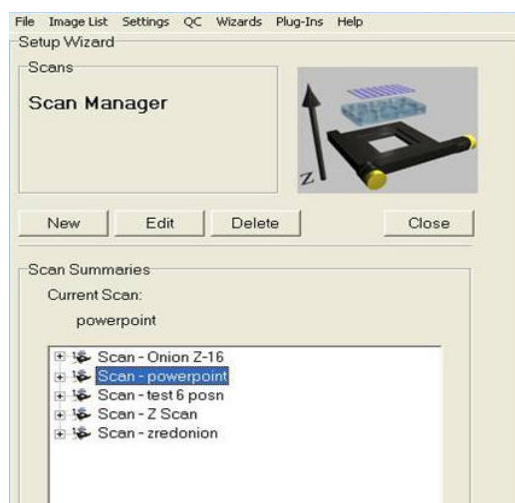 File Image List Settings QC Wizards Plug-Ins Help
Setup Wizard
Scans
Scan Manager
Z
New Edit Delete Close
Scan Summaries
Current Scan:
powerpoint
Scan - Onion Z-16
Scan - powerpoint
Scan - test 6 posn
Scan - Z Scan
Scan - zredonion